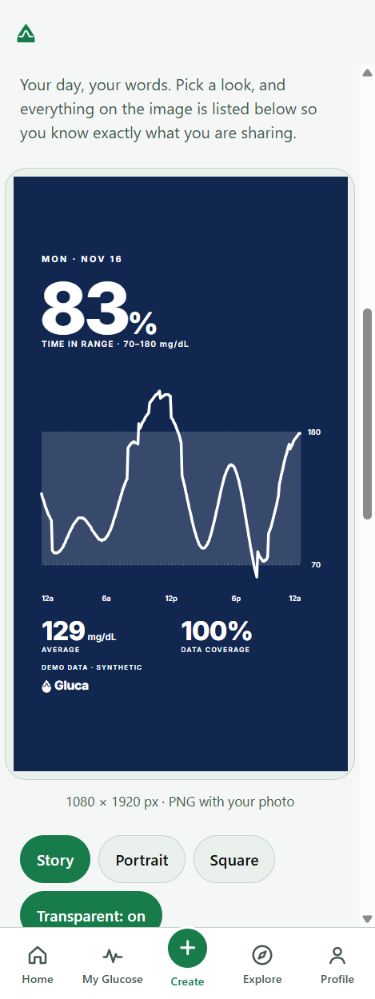 Your day, your words. Pick a look, and
everything on the image is listed below so
you know exactly what you are sharing.
MON · NOV 16
83%
TIME IN RANGE · 70–180 mg/dL
180
70
12a 6a 12p 6p 12a
129 mg/dL 100%
AVERAGE DATA COVERAGE
DEMO DATA · SYNTHETIC
Gluca
1080 × 1920 px · PNG with your photo
Story Portrait Square
Transparent: on
Home My Glucose Create Explore Profile